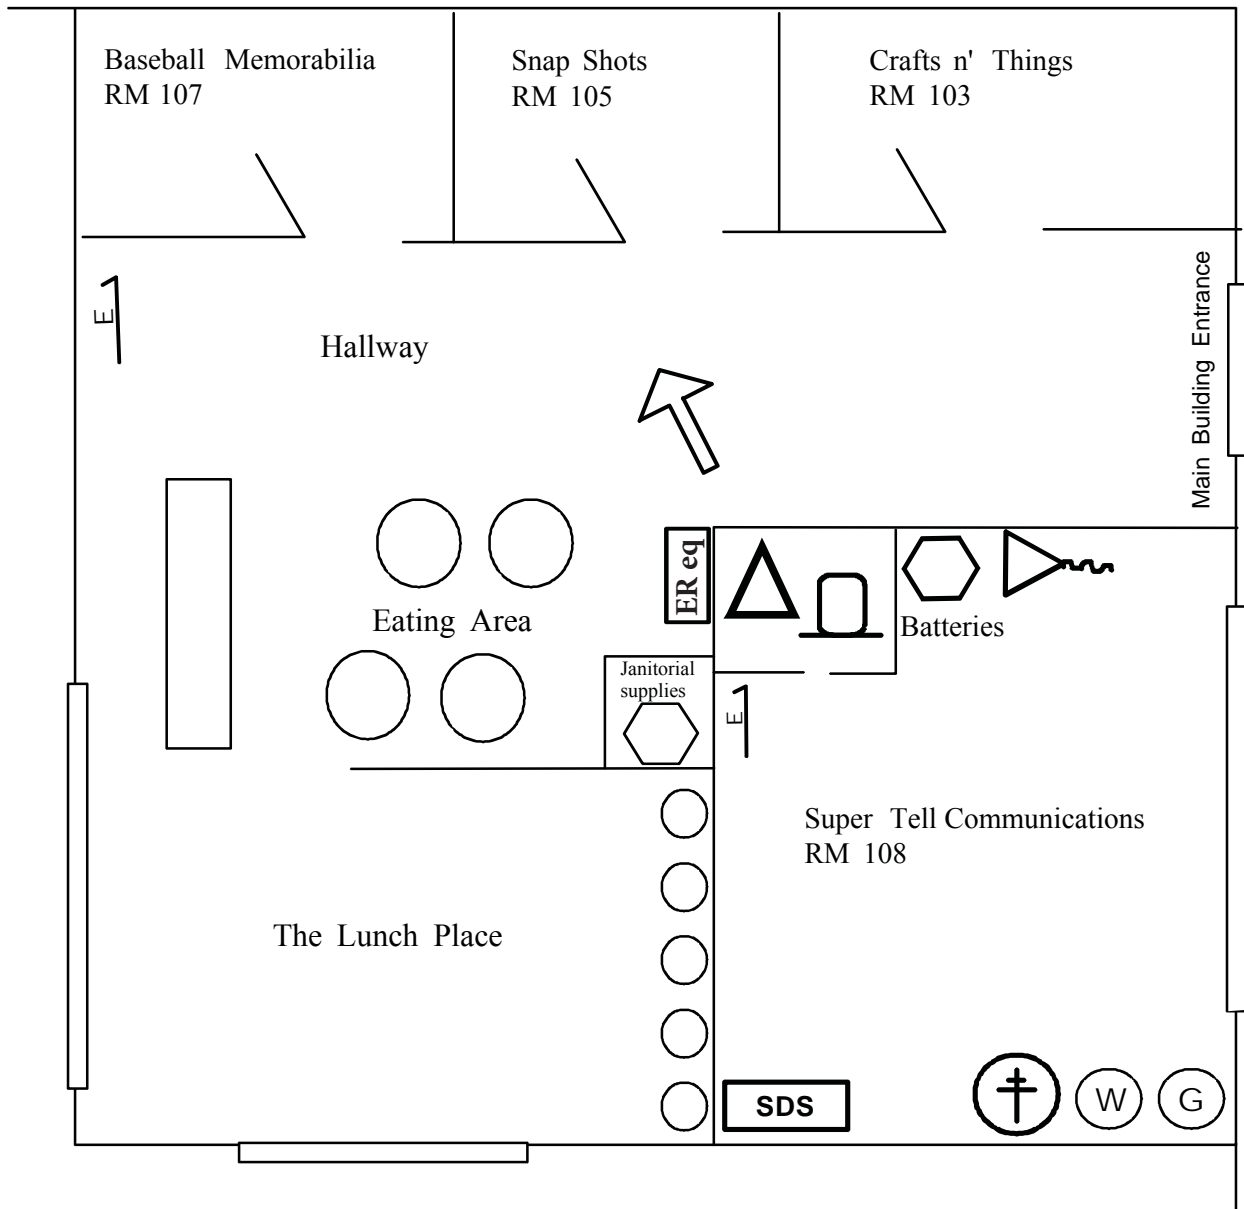 Baseball Memorabilia
RM 107
Snap Shots
RM 105
Crafts n' Things
RM 103
E
Hallway
Main Building Entrance
ER eq
Eating Area
Batteries
Janitorial
supplies
E
Super Tell Communications
RM 108
The Lunch Place
SDS
W
G